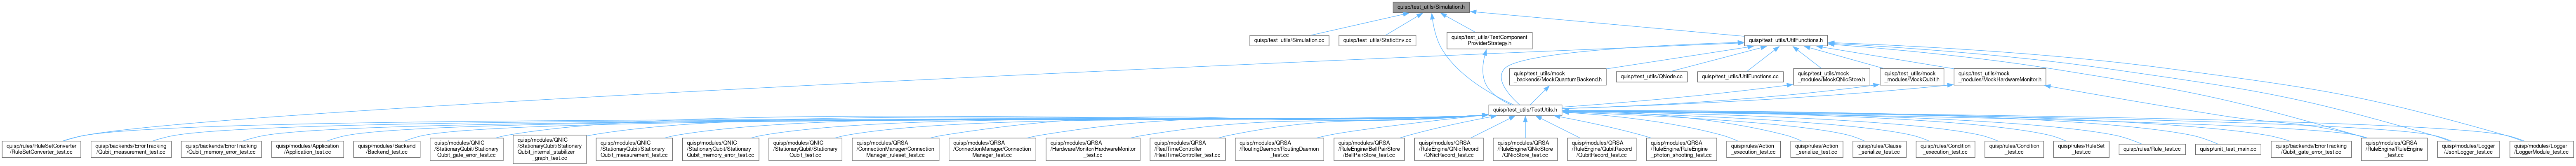 quisp/test_utils/Simulation.h
quisp/test_utils/Simulation.cc
quisp/test_utils/StaticEnv.cc
quisp/test_utils/TestComponent
ProviderStrategy.h
quisp/test_utils/UtilFunctions.h
quisp/test_utils/mock
_backends/MockQuantumBackend.h
quisp/test_utils/QNode.cc
quisp/test_utils/UtilFunctions.cc
quisp/test_utils/mock
_modules/MockQNicStore.h
quisp/test_utils/mock
_modules/MockQubit.h
quisp/test_utils/mock
_modules/MockHardwareMonitor.h
quisp/test_utils/TestUtils.h
quisp/rules/RuleSetConverter
/RuleSetConverter_test.cc
quisp/backends/ErrorTracking
/Qubit_measurement_test.cc
quisp/backends/ErrorTracking
/Qubit_memory_error_test.cc
quisp/modules/Application
/Application_test.cc
quisp/modules/Backend
/Backend_test.cc
quisp/modules/QNIC
/StationaryQubit/Stationary
Qubit_gate_error_test.cc
quisp/modules/QNIC
/StationaryQubit/Stationary
Qubit_internal_stabilizer
_graph_test.cc
quisp/modules/QNIC
/StationaryQubit/Stationary
Qubit_measurement_test.cc
quisp/modules/QNIC
/StationaryQubit/Stationary
Qubit_memory_error_test.cc
quisp/modules/QNIC
/StationaryQubit/Stationary
Qubit_test.cc
quisp/modules/QRSA
/ConnectionManager/Connection
Manager_ruleset_test.cc
quisp/modules/QRSA
/ConnectionManager/Connection
Manager_test.cc
quisp/modules/QRSA
/HardwareMonitor/HardwareMonitor
_test.cc
quisp/modules/QRSA
/RealTimeController
/RealTimeController_test.cc
quisp/modules/QRSA
/RoutingDaemon/RoutingDaemon
_test.cc
quisp/modules/QRSA
/RuleEngine/BellPairStore
/BellPairStore_test.cc
quisp/modules/QRSA
/RuleEngine/QNicRecord
/QNicRecord_test.cc
quisp/modules/QRSA
/RuleEngine/QNicStore
/QNicStore_test.cc
quisp/modules/QRSA
/RuleEngine/QubitRecord
/QubitRecord_test.cc
quisp/modules/QRSA
/RuleEngine/RuleEngine
_photon_shooting_test.cc
quisp/rules/Action
_execution_test.cc
quisp/rules/Action
_serialize_test.cc
quisp/rules/Clause
_serialize_test.cc
quisp/rules/Condition
_execution_test.cc
quisp/rules/Condition
_test.cc
quisp/rules/RuleSet
_test.cc
quisp/rules/Rule_test.cc
quisp/unit_test_main.cc
quisp/backends/ErrorTracking
/Qubit_gate_error_test.cc
quisp/modules/QRSA
/RuleEngine/RuleEngine
_test.cc
quisp/modules/Logger
/JsonLogger_test.cc
quisp/modules/Logger
/LoggerModule_test.cc